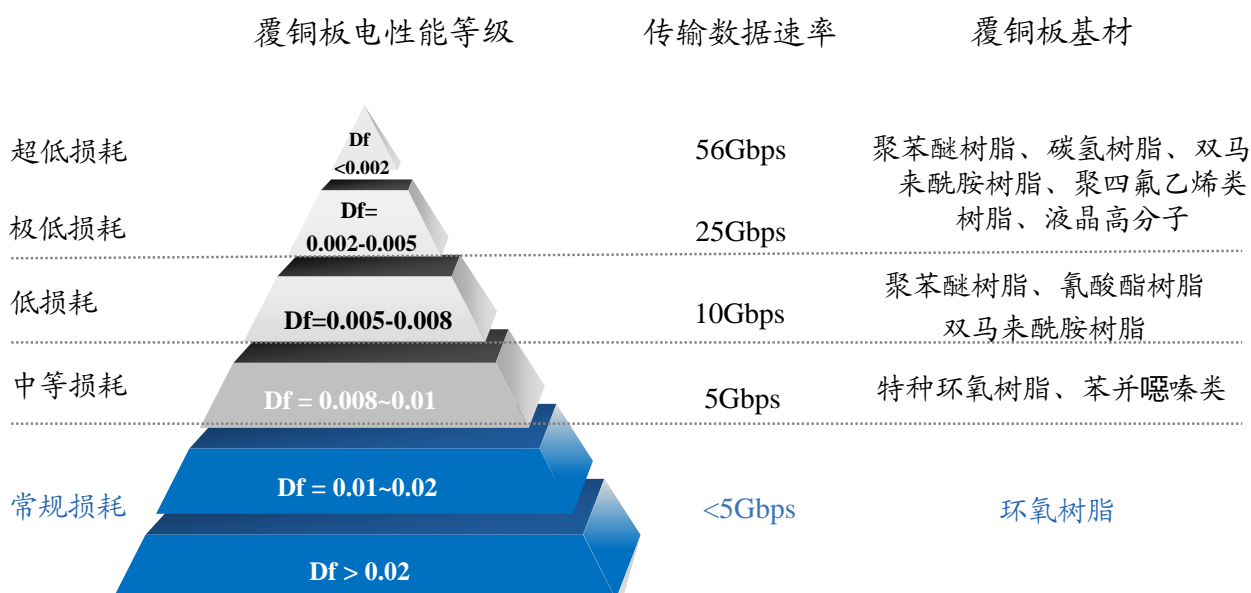 覆铜板电性能等级
传输数据速率
覆铜板基材
超低损耗
Df
<0.002
56Gbps
聚苯醚树脂、碳氢树脂、双马
来酰胺树脂、聚四氟乙烯类
树脂、液晶高分子
极低损耗
Df=
0.002-0.005
25Gbps
低损耗
Df=0.005-0.008
10Gbps
聚苯醚树脂、氰酸酯树脂
双马来酰胺树脂
中等损耗
Df = 0.008~0.01
5Gbps
特种环氧树脂、苯并噁嗪类
常规损耗
Df = 0.01~0.02
<5Gbps
环氧树脂
Df > 0.02